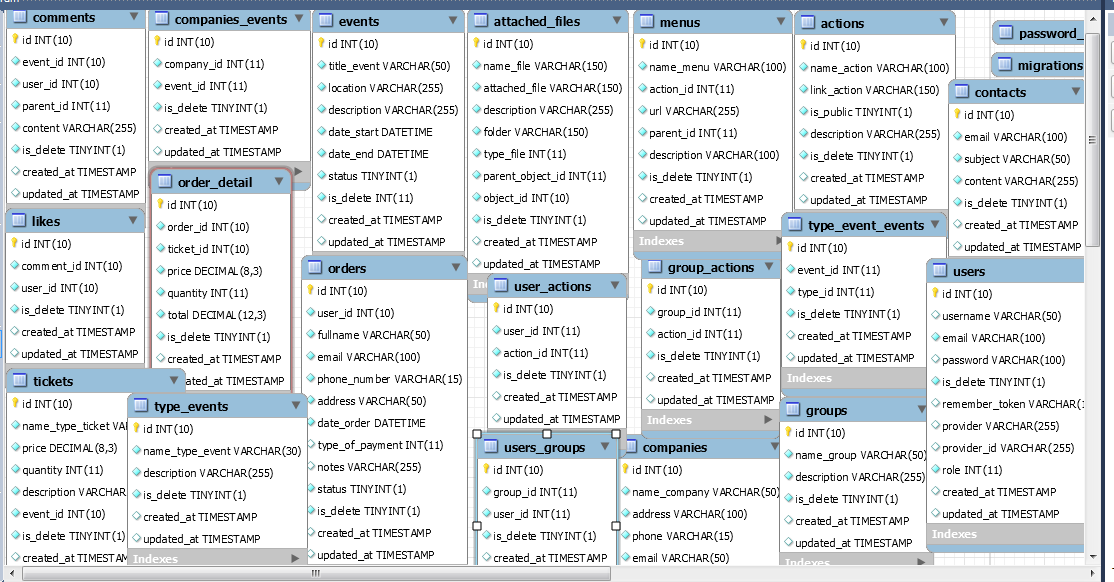 comments
id INT(10)
event_id INT(10)
user_id INT(10)
parent_id INT(11)
content VARCHAR(255)
is_delete TINYINT(1)
created_at TIMESTAMP
updated_at TIMESTAMP
companies_events
id INT(10)
company_id INT(11)
event_id INT(11)
is_delete TINYINT(1)
created_at TIMESTAMP
updated_at TIMESTAMP
events
id INT(10)
title_event VARCHAR(50)
location VARCHAR(255)
description VARCHAR(255)
date_start DATETIME
date_end DATETIME
status TINYINT(1)
is_delete INT(11)
created_at TIMESTAMP
updated_at TIMESTAMP
attached_files
id INT(10)
name_file VARCHAR(150)
attached_file VARCHAR(150)
description VARCHAR(255)
folder VARCHAR(150)
type_file INT(11)
parent_object INT(11)
object_id INT(10)
is_delete TINYINT(1)
created_at TIMESTAMP
updated_at TIMESTAMP
menus
id INT(10)
name_menu VARCHAR(100)
action_id INT(11)
url VARCHAR(255)
parent_id INT(11)
description VARCHAR(100)
is_delete TINYINT(1)
created_at TIMESTAMP
updated_at TIMESTAMP
Indexes
actions
id INT(10)
name_action VARCHAR(100)
link_action VARCHAR(150)
is_public TINYINT(1)
description VARCHAR(255)
is_delete TINYINT(1)
created_at TIMESTAMP
updated_at TIMESTAMP
password_
migrations
contacts
id INT(10)
email VARCHAR(100)
subject VARCHAR(50)
content VARCHAR(255)
is_delete TINYINT(1)
created_at TIMESTAMP
updated_at TIMESTAMP
likes
id INT(10)
comment_id INT(10)
user_id INT(10)
is_delete TINYINT(1)
created_at TIMESTAMP
updated_at TIMESTAMP
order_detail
id INT(10)
order_id INT(10)
ticket_id INT(10)
price DECIMAL(8,3)
quantity INT(11)
total DECIMAL(12,3)
is_delete TINYINT(1)
created_at TIMESTAMP
ated_at TIMESTAMP
orders
id INT(10)
user_id INT(10)
fullname VARCHAR(50)
email VARCHAR(100)
phone_number VARCHAR(15)
address VARCHAR(50)
date_order DATETIME
type_of_payment INT(11)
notes VARCHAR(255)
status TINYINT(1)
is_delete TINYINT(1)
created_at TIMESTAMP
updated_at TIMESTAMP
user_actions
id INT(10)
user_id INT(11)
action_id INT(11)
is_delete TINYINT(1)
created_at TIMESTAMP
updated_at TIMESTAMP
group_actions
id INT(10)
group_id INT(11)
action_id INT(11)
is_delete TINYINT(1)
created_at TIMESTAMP
updated_at TIMESTAMP
Indexes
type_event_events
id INT(10)
event_id INT(11)
type_id INT(11)
is_delete TINYINT(1)
created_at TIMESTAMP
updated_at TIMESTAMP
Indexes
users
id INT(10)
username VARCHAR(50)
email VARCHAR(100)
password VARCHAR(100)
is_delete TINYINT(1)
remember_token VARCHAR(:
provider VARCHAR(255)
provider_id VARCHAR(255)
role INT(11)
created_at TIMESTAMP
updated_at TIMESTAMP
Indexes
tickets
id INT(10)
name_type_ticket VAI
price DECIMAL(8,3)
quantity INT(11)
description VARCHAR
event_id INT(10)
is_delete TINYINT(1)
created_at TIMESTAM
type_events
id INT(10)
name_type_event VARCHAR(30)
description VARCHAR(255)
is_delete TINYINT(1)
created_at TIMESTAMP
updated_at TIMESTAMP
Indexes
users_groups
id INT(10)
group_id INT(11)
user_id INT(11)
is_delete TINYINT(1)
created_at TIMESTAMP
companies
id INT(10)
name_company VARCHAR(50)
address VARCHAR(100)
phone VARCHAR(15)
email VARCHAR(50)
groups
id INT(10)
name_group VARCHAR(50)
description VARCHAR(255)
is_delete TINYINT(1)
created_at TIMESTAMP
updated_at TIMESTAMP
Indexes